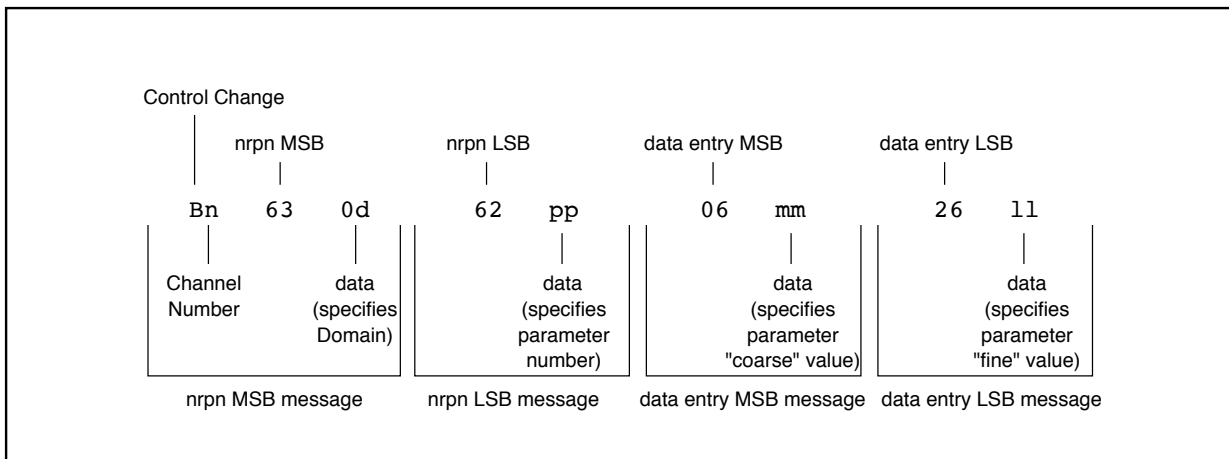 Control Change
nrpn MSB nrpn LSB data entry MSB data entry LSB
Bn 63 0d 62 pp 06 mm 26 ll
Channel Number
data (specifies Domain)
data (specifies parameter number)
data (specifies parameter "coarse" value)
data (specifies parameter "fine" value)
nrpn MSB message nrpn LSB message data entry MSB message data entry LSB message